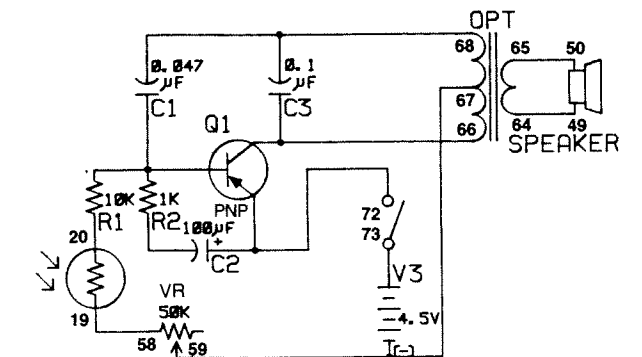 OPT
68
65
50
0.047
µF
C1
0.1
µF
C3
67
Q1
66
64
49
SPEAKER
10K
R1
1K
R2
PNP
72
100µF
+
20
C2
73
V3
VR
50K
4.5V
19
58
59
(-)